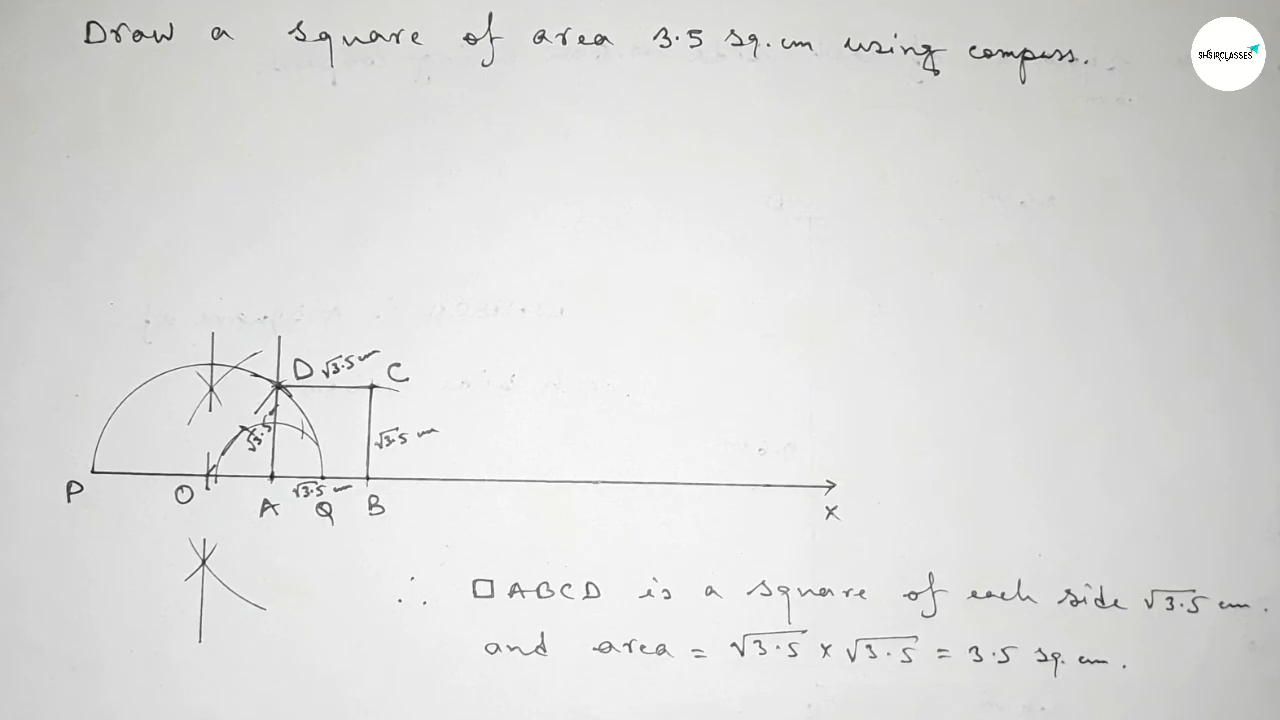 Draw a square of area 3.5 sq. cm using compass.
SHSIRCLASSES
D √3.5 cm C
√3.5
√3.5 cm
P O A √3.5 cm Q B X
∴ □ABCD is a square of each side √3.5 cm.
and area = √3.5 × √3.5 = 3.5 sq. cm.